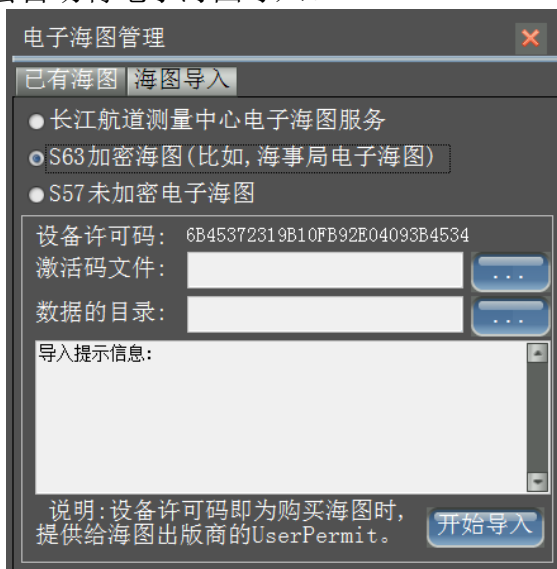 电子海图管理
已有海图 海图导入
长江航道测量中心电子海图服务
S63加密海图(比如,海事局电子海图)
S57未加密电子海图
设备许可码: 6B45372319B10FB92E04093B4534
激活码文件: ...
数据的目录: ...
导入提示信息:
说明:设备许可码即为购买海图时,
提供给海图出版商的UserPermit。 开始导入